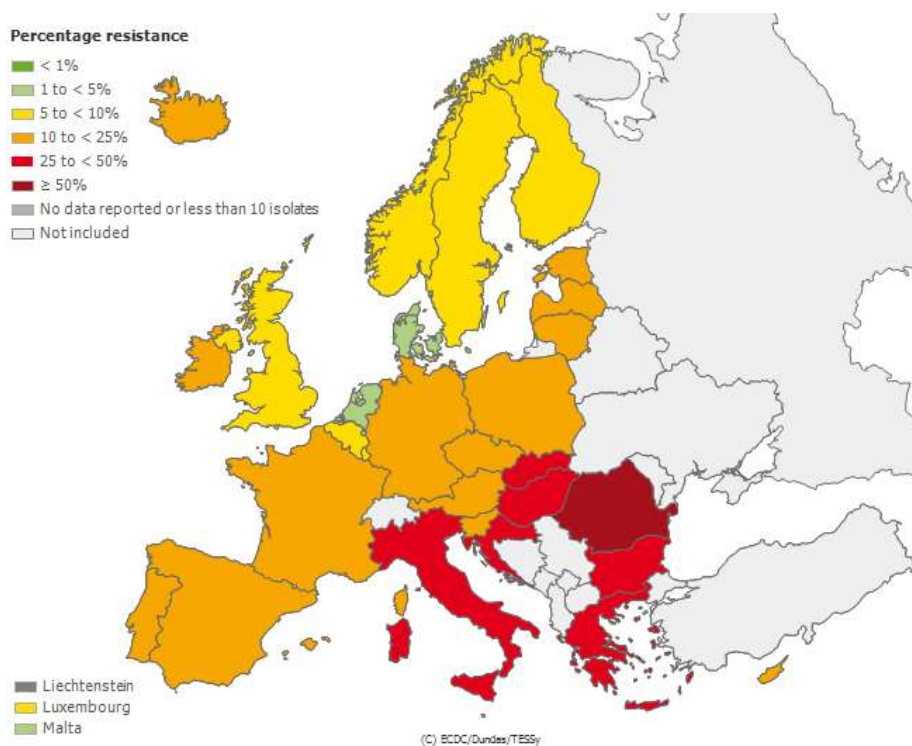 Percentage resistance
< 1%
1 to < 5%
5 to < 10%
10 to < 25%
25 to < 50%
≥ 50%
No data reported or less than 10 isolates
Not included
Liechtenstein
Luxembourg
Malta
(C) ECDC/Dundas/TESSy